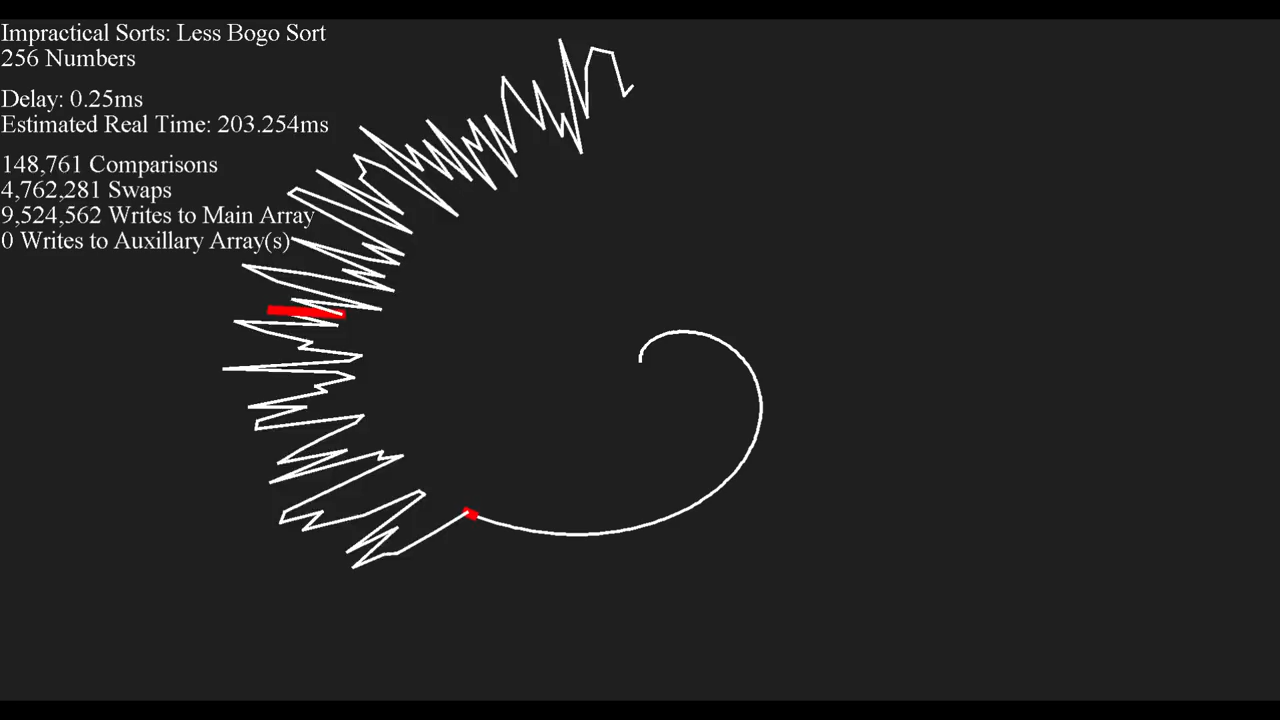 Impractical Sorts: Less Bogo Sort
256 Numbers
Delay: 0.25ms
Estimated Real Time: 203.254ms
148,761 Comparisons
4,762,281 Swaps
9,524,562 Writes to Main Array
0 Writes to Auxillary Array(s)